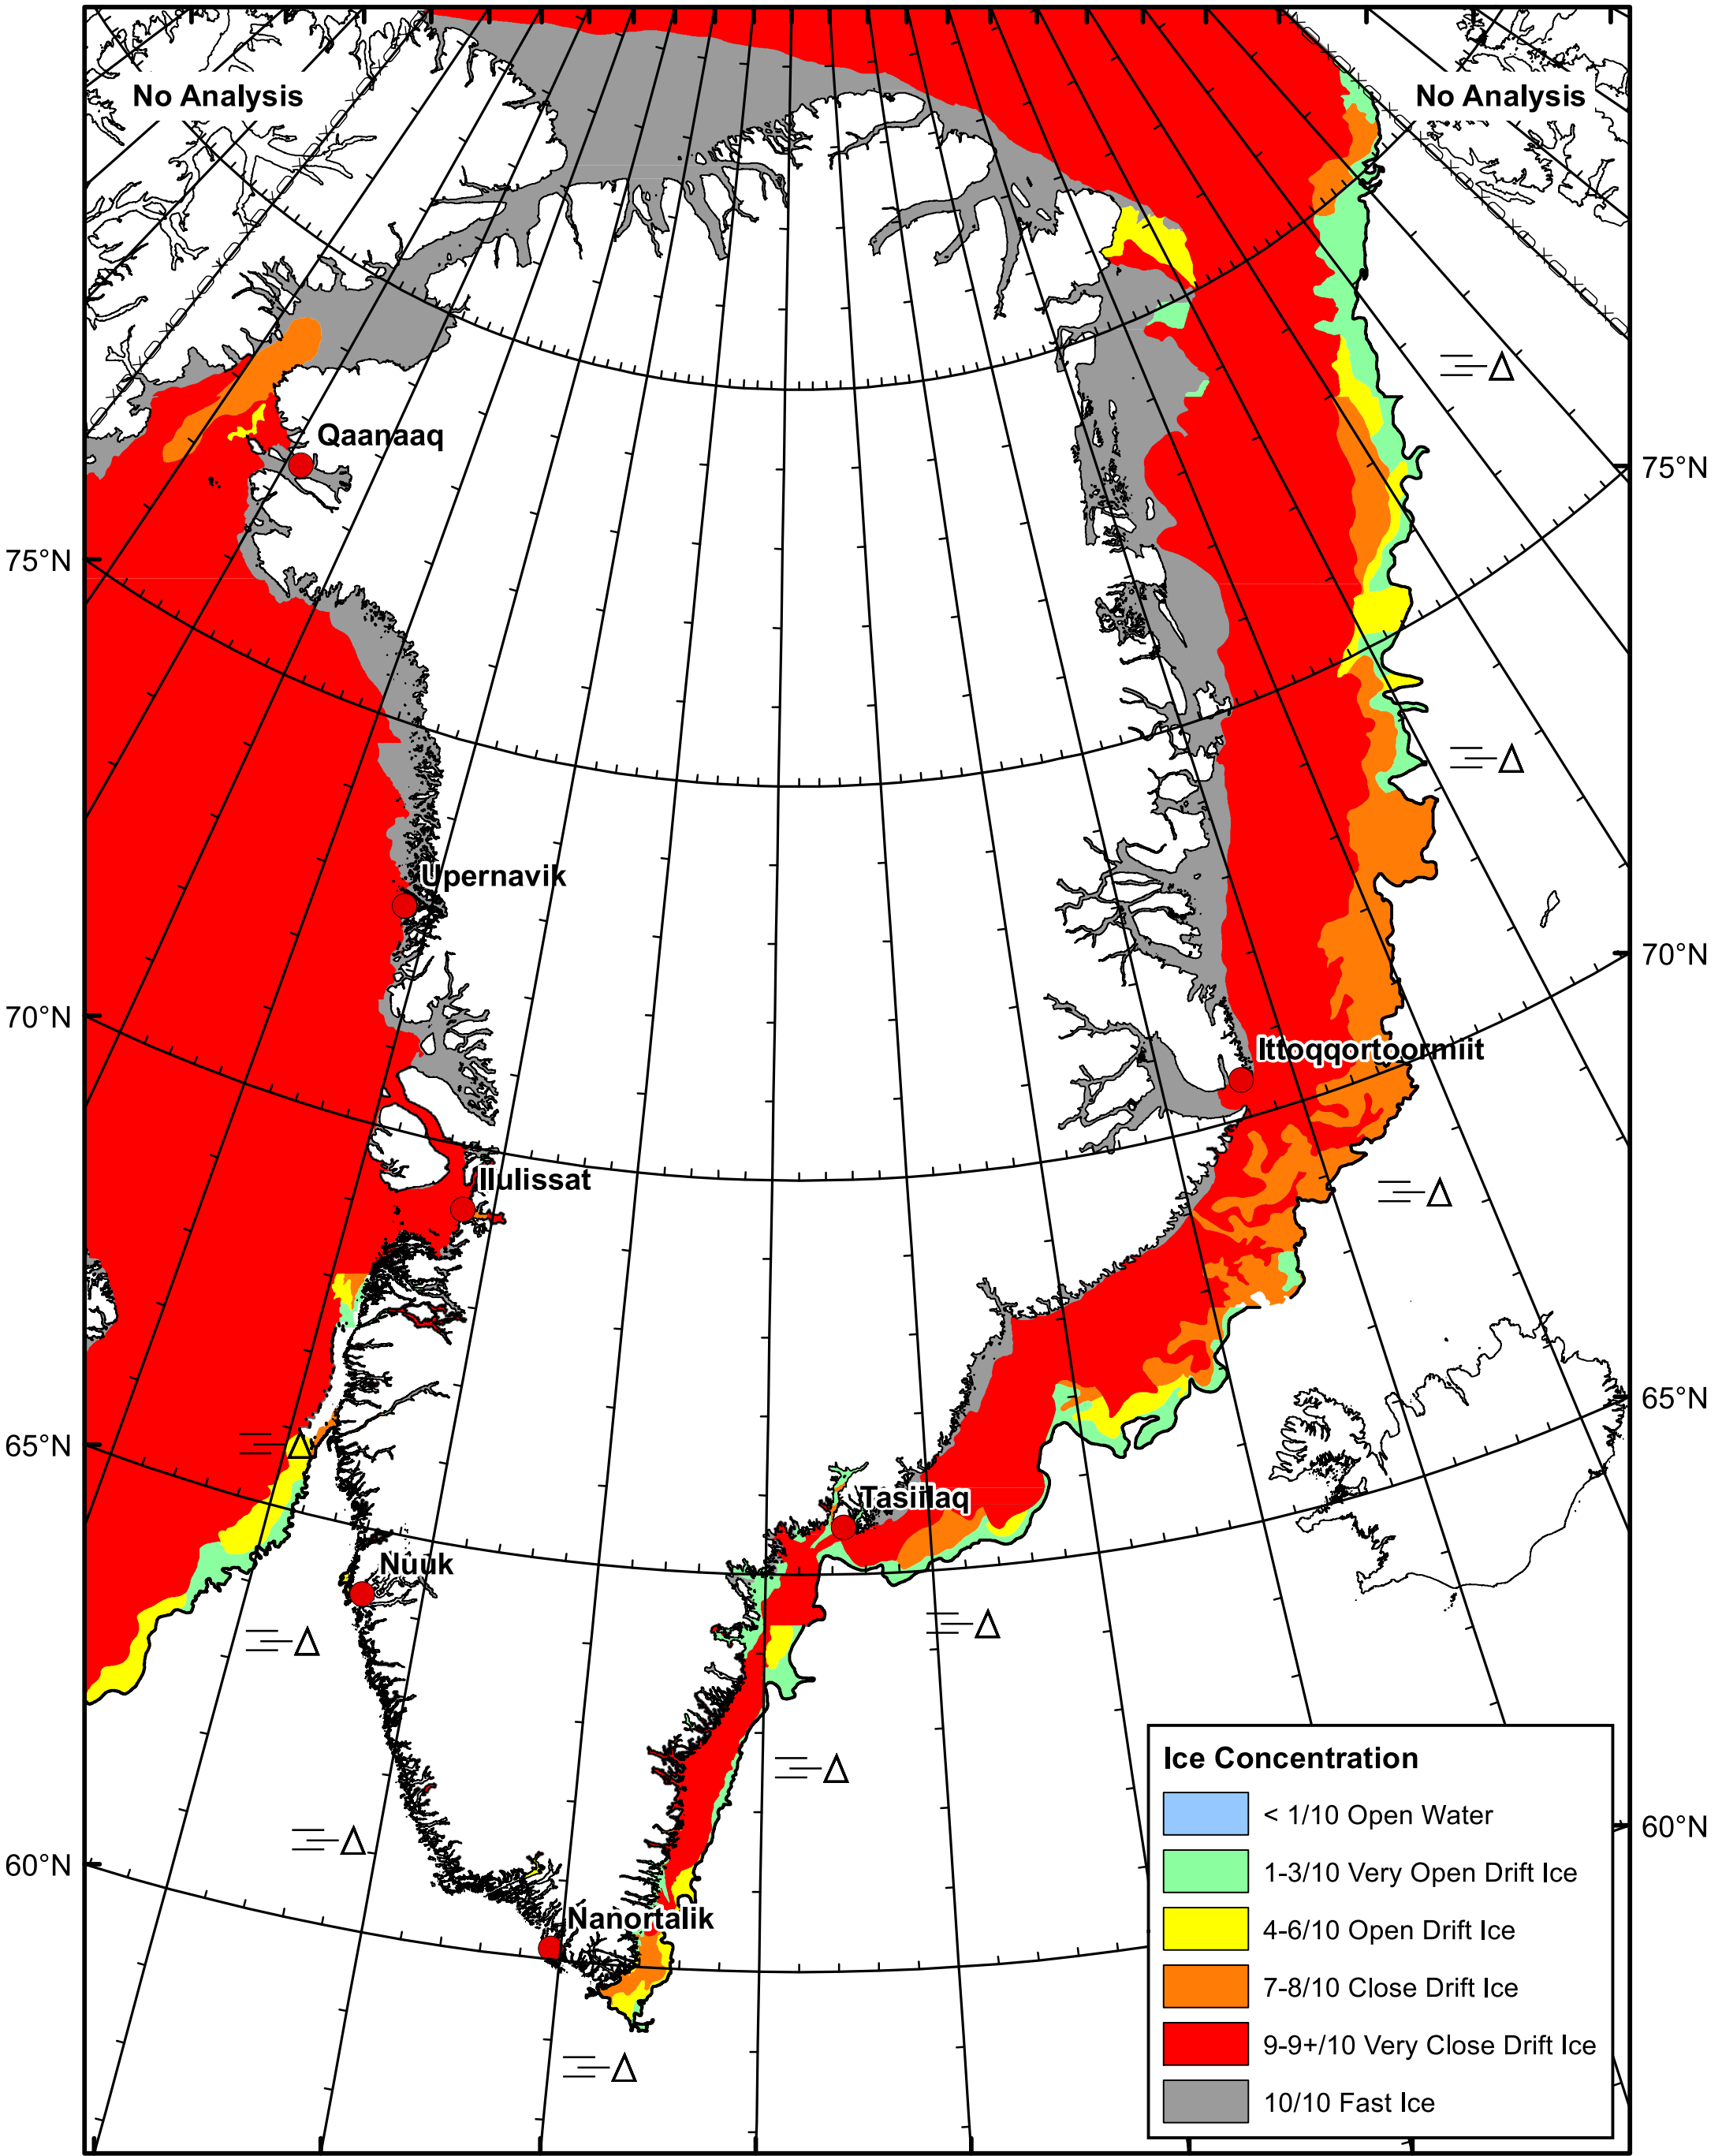 No Analysis
No Analysis
Qaanaaq
75°N
75°N
Upernavik
70°N
70°N
Ittoqqortoormiit
Ilulissat
65°N
65°N
Tasiilaq
Nuuk
60°N
60°N
Nanortalik
Ice Concentration
< 1/10 Open Water
1-3/10 Very Open Drift Ice
4-6/10 Open Drift Ice
7-8/10 Close Drift Ice
9-9+/10 Very Close Drift Ice
10/10 Fast Ice